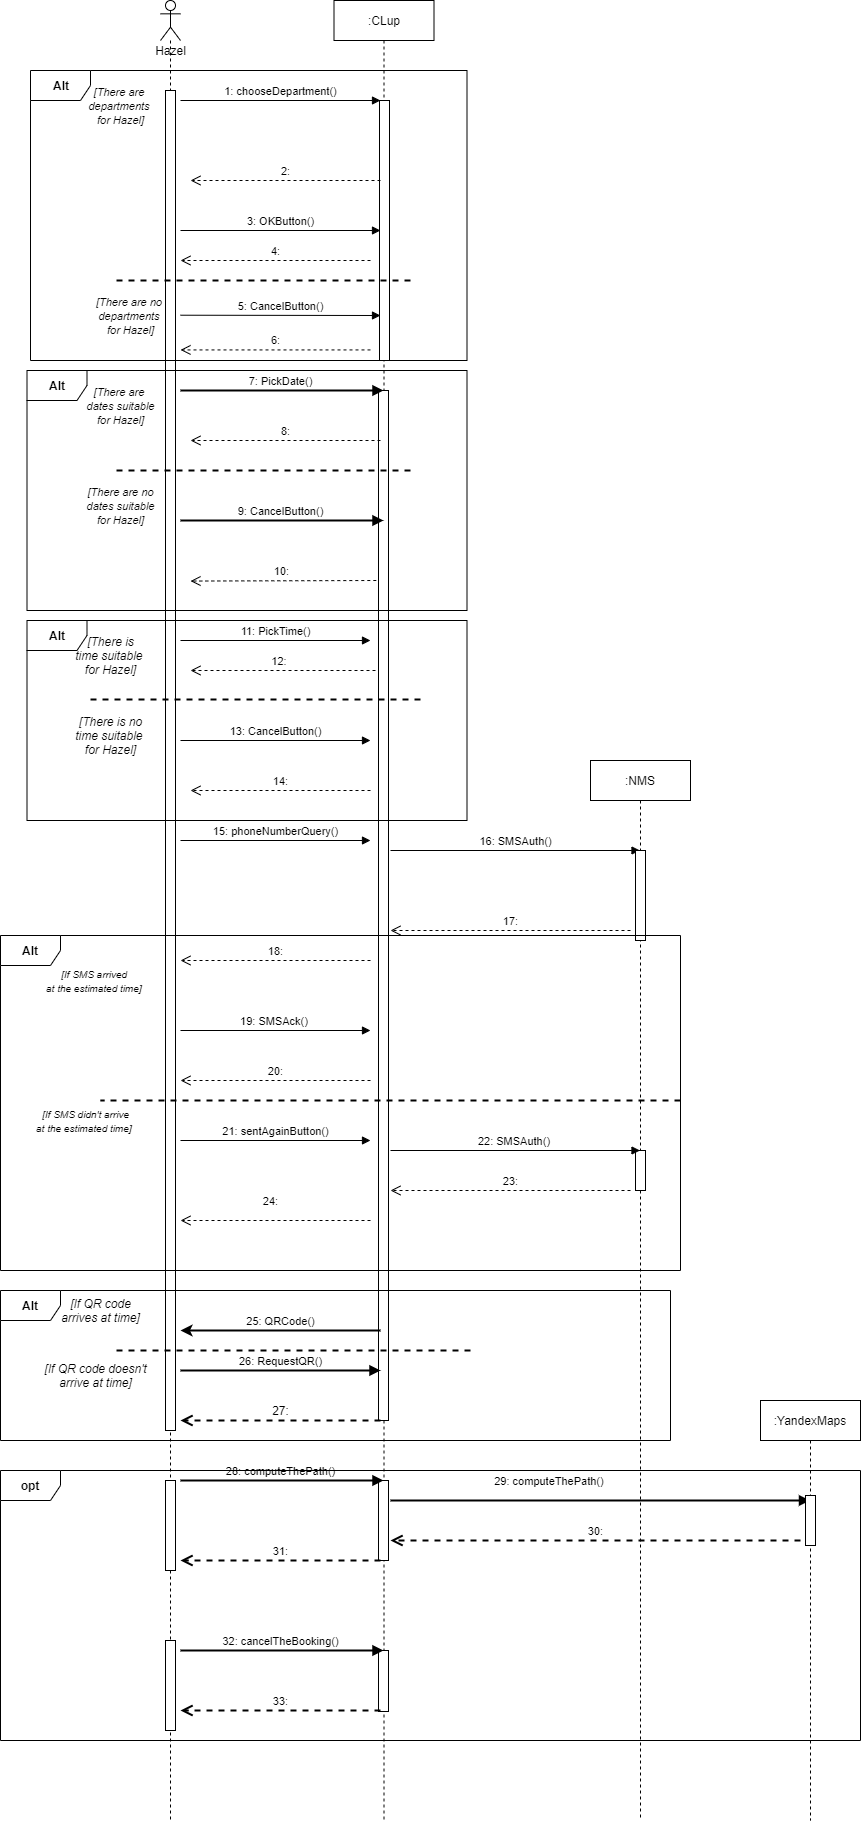 :CLup
Hazel
Alt
[There are
departments
for Hazel]
1: chooseDepartment()
2:
3: OKButton()
4:
[There are no
departments
for Hazel]
5: CancelButton()
6:
Alt
[There are
dates suitable
for Hazel]
7: PickDate()
8:
[There are no
dates suitable
for Hazel]
9: CancelButton()
10:
Alt
[There is
time suitable
for Hazel]
11: PickTime()
12:
[There is no
time suitable
for Hazel]
13: CancelButton()
14:
:NMS
15: phoneNumberQuery()
16: SMSAuth()
17:
Alt
18:
[If SMS arrived
at the estimated time]
19: SMSAck()
20:
[If SMS didn't arrive
at the estimated time]
21: sentAgainButton()
22: SMSAuth()
23:
24:
Alt
[If QR code
arrives at time]
25: QRCode()
[If QR code doesn't
arrive at time]
26: RequestQR()
27:
:YandexMaps
opt
28: computeThePath()
29: computeThePath()
30:
31:
32: cancelTheBooking()
33: